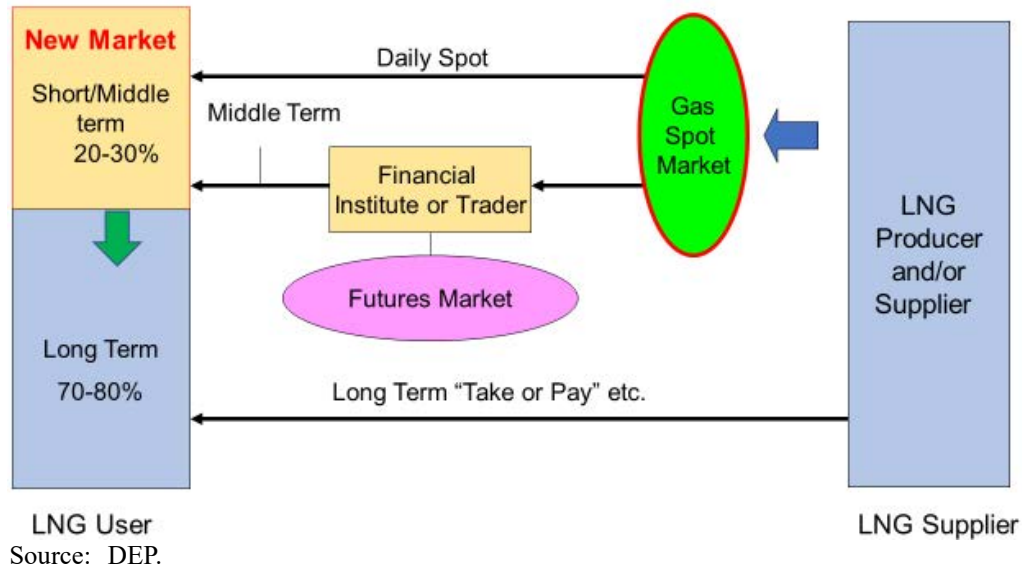 New Market
Short/Middle
term
20-30%
Daily Spot
Middle Term
Financial
Institute or Trader
Futures Market
Gas
Spot
Market
LNG
Producer
and/or
Supplier
Long Term
70-80%
Long Term “Take or Pay” etc.
LNG User
LNG Supplier
Source: DEP.